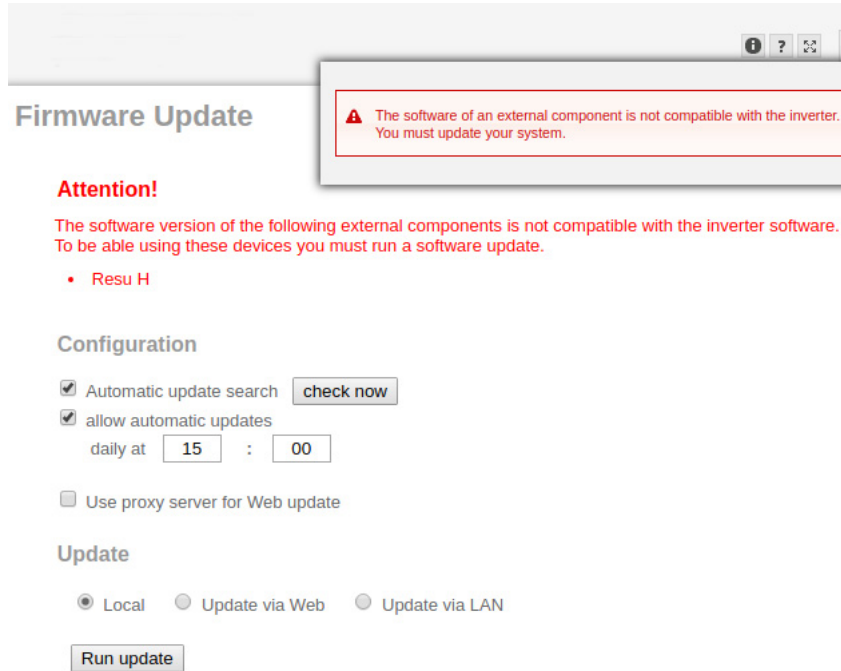 ?
Firmware Update
The software of an external component is not compatible with the inverter.
You must update your system.
Attention!
The software version of the following external components is not compatible with the inverter software.
To be able using these devices you must run a software update.
• Resu H
Configuration
Automatic update search check now
allow automatic updates
daily at 15 : 00
Use proxy server for Web update
Update
Local Update via Web Update via LAN
Run update